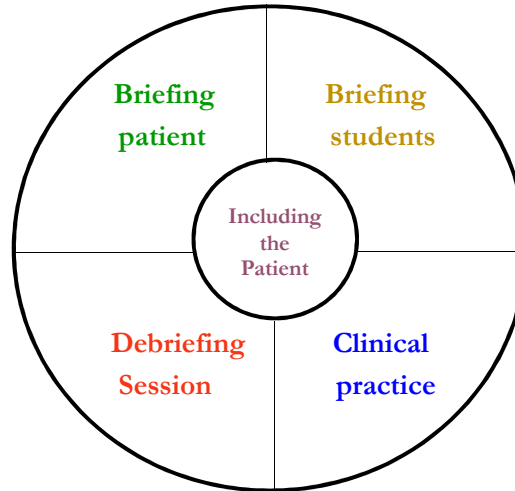 Briefing
patient
Briefing
students
Including
the
Patient
Debriefing
Session
Clinical
practice